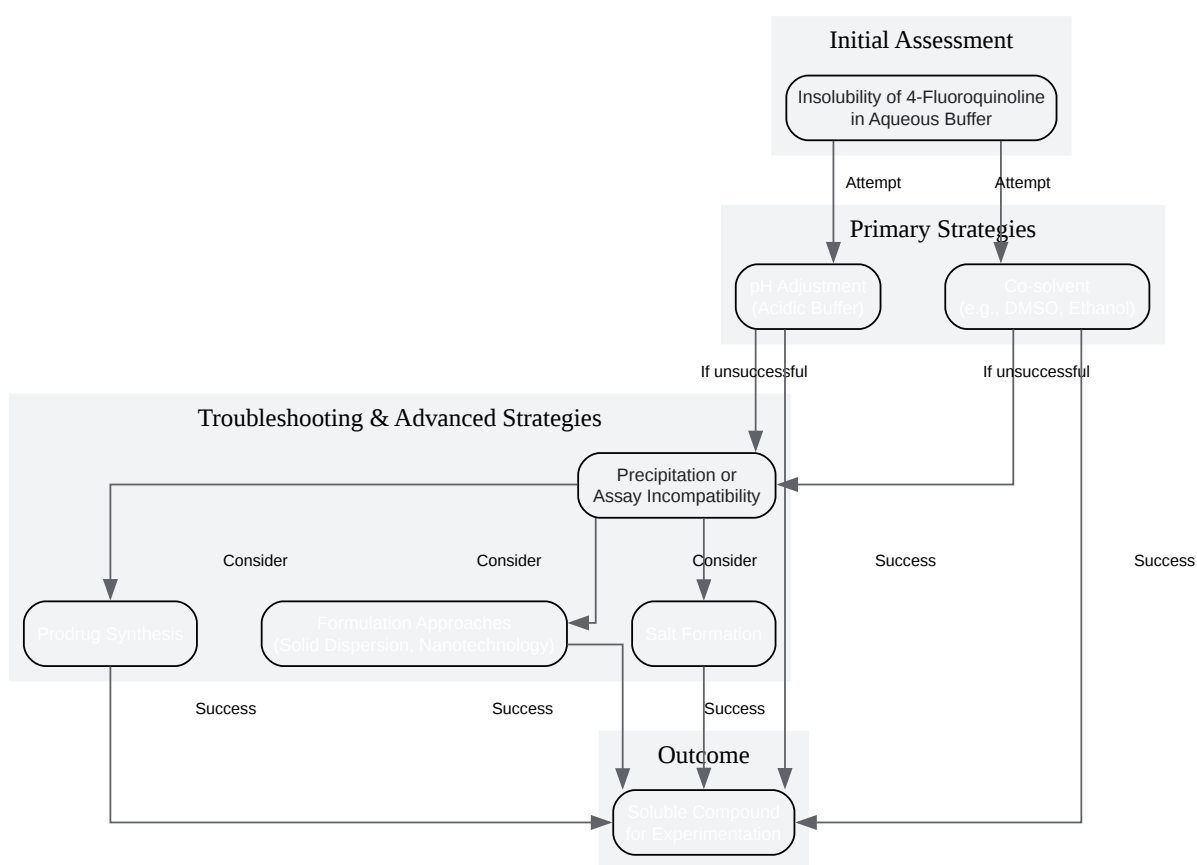 Initial Assessment
Insolubility of 4-Fluoroquinoline
in Aqueous Buffer
Attempt
Attempt
Primary Strategies
pH Adjustment
(Acidic Buffer)
Co-solvent
(e.g., DMSO, Ethanol)
If unsuccessful
If unsuccessful
Troubleshooting & Advanced Strategies
Precipitation or
Assay Incompatibility
Consider
Consider
Consider
Success
Success
Prodrug Synthesis
Formulation Approaches
(Solid Dispersion, Nanotechnology)
Salt Formation
Success
Success
Success
Outcome
Soluble Compound
for Experimentation